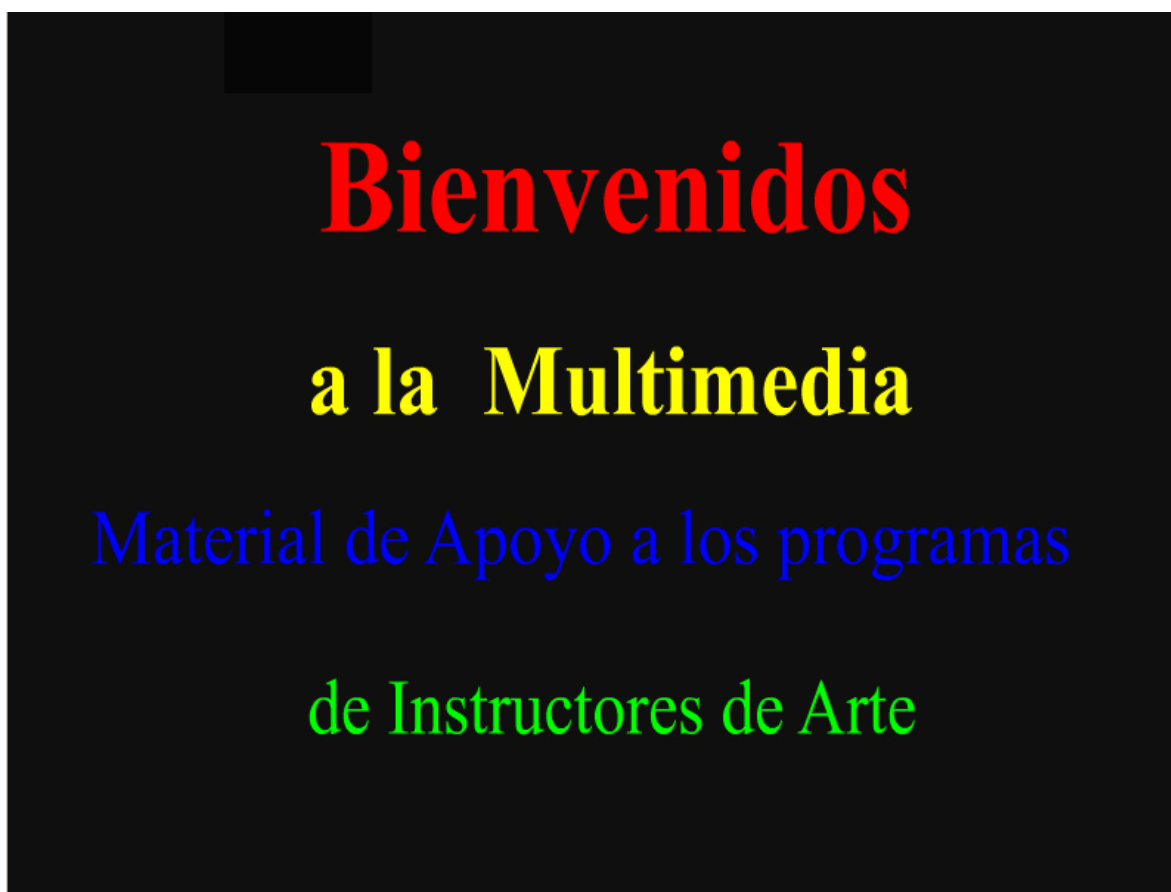 Bienvenidos
a la  Multimedia
Material de Apoyo a los programas
de Instructores de Arte